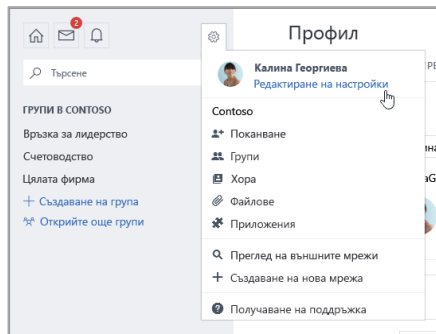 2
Профил
Търсене
Калина Георгиева
Редактиране на настройки
ГРУПИ В CONTOSO
Връзка за лидерство
Счетоводство
Цялата фирма
Създаване на група
Открийте още групи
Contoso
Поканване
Групи
Хора
Файлове
Приложения
Преглед на външните мрежи
Създаване на нова мрежа
Получаване на поддръжка